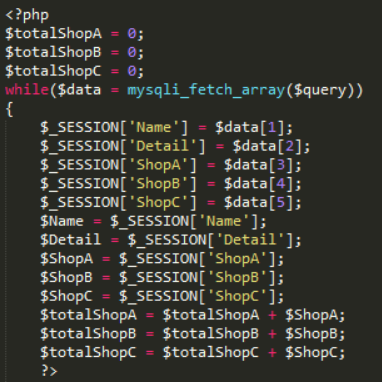 <?php
$totalShopA = 0;
$totalShopB = 0;
$totalShopC = 0;
while($data = mysqli_fetch_array($query))
{
    $_SESSION['Name'] = $data[1];
    $_SESSION['Detail'] = $data[2];
    $_SESSION['ShopA'] = $data[3];
    $_SESSION['ShopB'] = $data[4];
    $_SESSION['ShopC'] = $data[5];
    $Name = $_SESSION['Name'];
    $Detail = $_SESSION['Detail'];
    $ShopA = $_SESSION['ShopA'];
    $ShopB = $_SESSION['ShopB'];
    $ShopC = $_SESSION['ShopC'];
    $totalShopA = $totalShopA + $ShopA;
    $totalShopB = $totalShopB + $ShopB;
    $totalShopC = $totalShopC + $ShopC;
    ?>